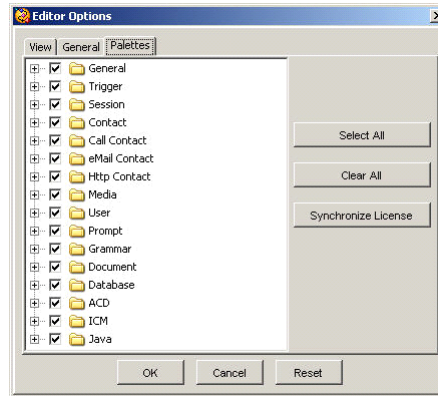 Editor Options
View General Palettes
General
Trigger
Session
Contact
Call Contact
eMail Contact
Http Contact
Media
User
Prompt
Grammar
Document
Database
ACD
ICM
Java
Select All
Clear All
Synchronize License
OK Cancel Reset